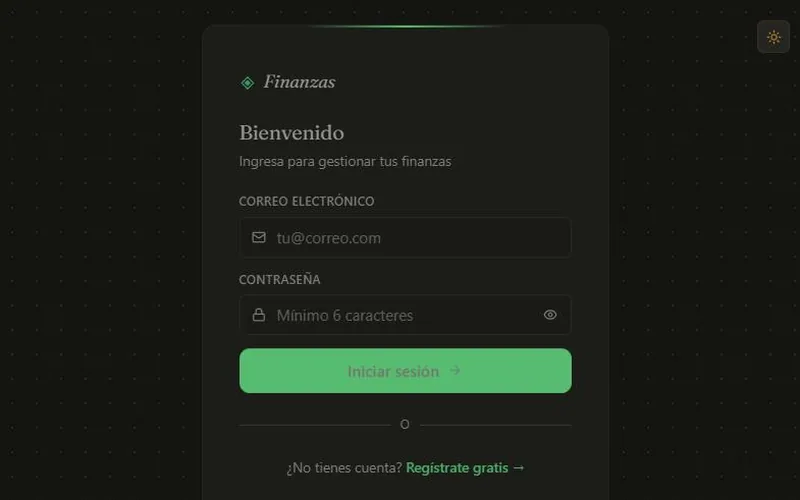 Finanzas
Bienvenido
Ingresa para gestionar tus finanzas
CORREO ELECTRÓNICO
tu@correo.com
CONTRASEÑA
Mínimo 6 caracteres
Iniciar sesión →
O
¿No tienes cuenta? Regístrate gratis →